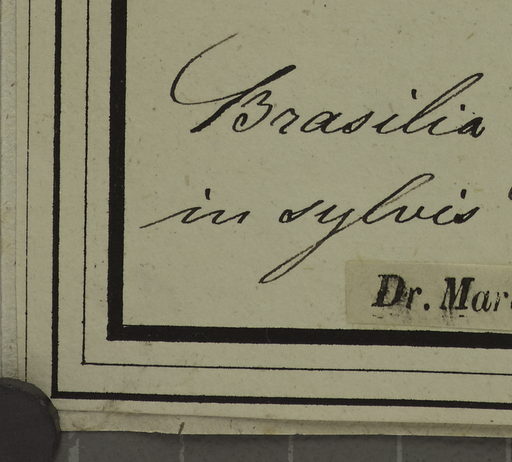 Brasilia
in sylvis
Dr. Mar